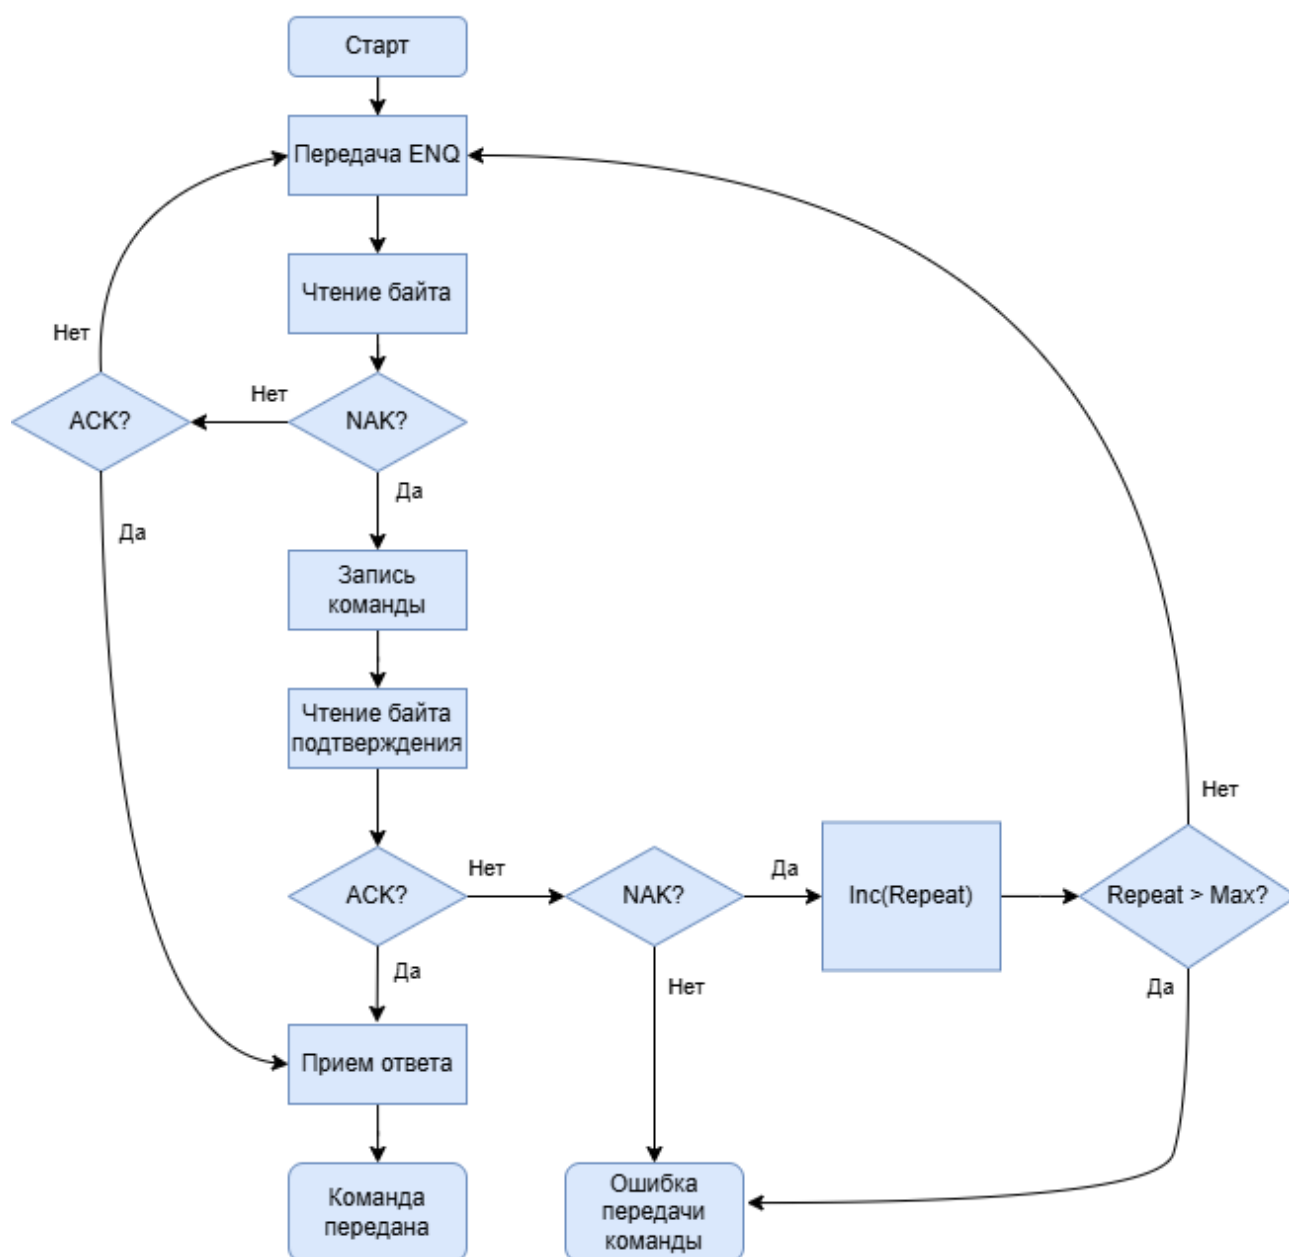 Старт
Передача ENQ
Чтение байта
Нет
ACK?
Нет
NAK?
Да
Да
Запись
команды
Чтение байта
подтверждения
Нет
ACK?
Нет
NAK?
Да
Inc(Repeat)
Repeat > Max?
Да
Нет
Да
Прием ответа
Команда
передана
Ошибка
передачи
команды